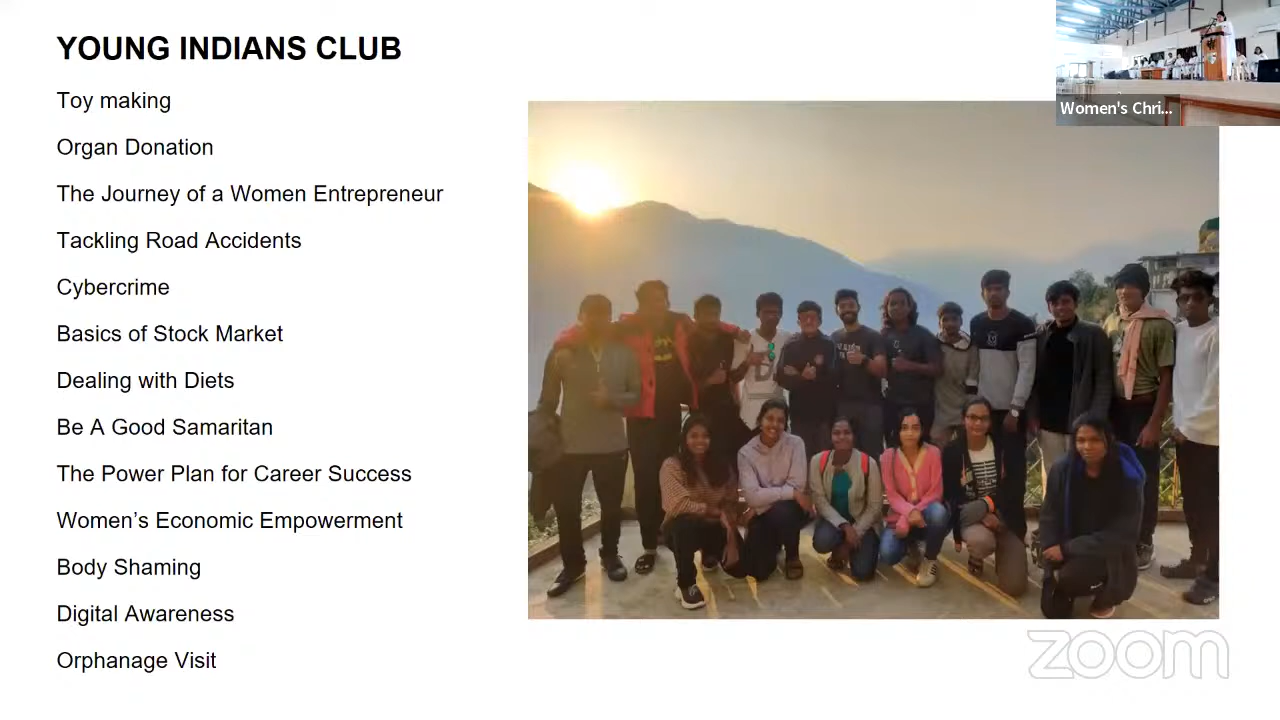 YOUNG INDIANS CLUB
Toy making
Organ Donation
The Journey of a Women Entrepreneur
Tackling Road Accidents
Cybercrime
Basics of Stock Market
Dealing with Diets
Be A Good Samaritan
The Power Plan for Career Success
Women’s Economic Empowerment
Body Shaming
Digital Awareness
Orphanage Visit
Women's Chri...
zoom